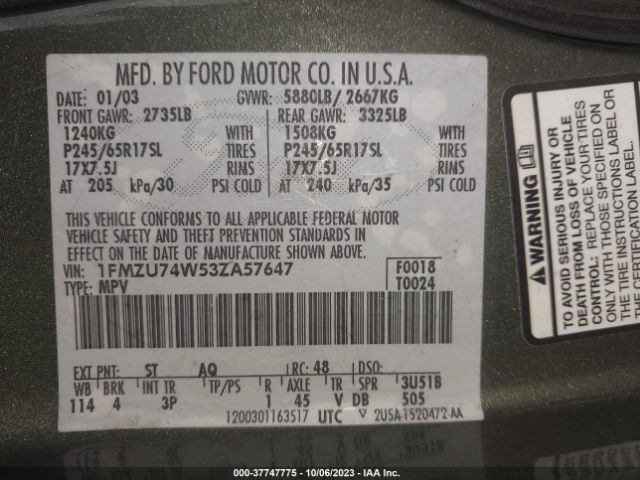 MFD. BY FORD MOTOR CO. IN U.S.A.
DATE: 01/03 GVWR: 5880LB/ 2667KG
FRONT GAWR: 2735LB REAR GAWR: 3325LB
1240KG WITH 1508KG WITH
P245/65R17SL TIRES P245/65R17SL TIRES
17X7.5J RIMS 17X7.5J RIMS
AT 205 kPa/30 PSI COLD AT 240 kPa/35 PSI COLD
THIS VEHICLE CONFORMS TO ALL APPLICABLE FEDERAL MOTOR
VEHICLE SAFETY AND THEFT PREVENTION STANDARDS IN
EFFECT ON THE DATE OF MANUFACTURE SHOWN ABOVE.
VIN: 1FMZU74W53ZA57647 F0018
TYPE: MPV T0024
EXT PNT: ST AQ RC: 48 DSO:
WB BRK INT TR TP/PS R AXLE TR SPR 3U51B
114 4 3P 1 45 V DB 505
1200301163517 UTC ▽ 2USA-1520472-AA
WARNING
TO AVOID SERIOUS INJURY OR
DEATH FROM LOSS OF VEHICLE
CONTROL: REPLACE YOUR TIRES
ONLY WITH THOSE SPECIFIED ON
THE TIRE INFORMATION LABEL OR
THE CERTIFICATION LABEL
1200-37747775 - 10/06/2023 - IAA Inc.